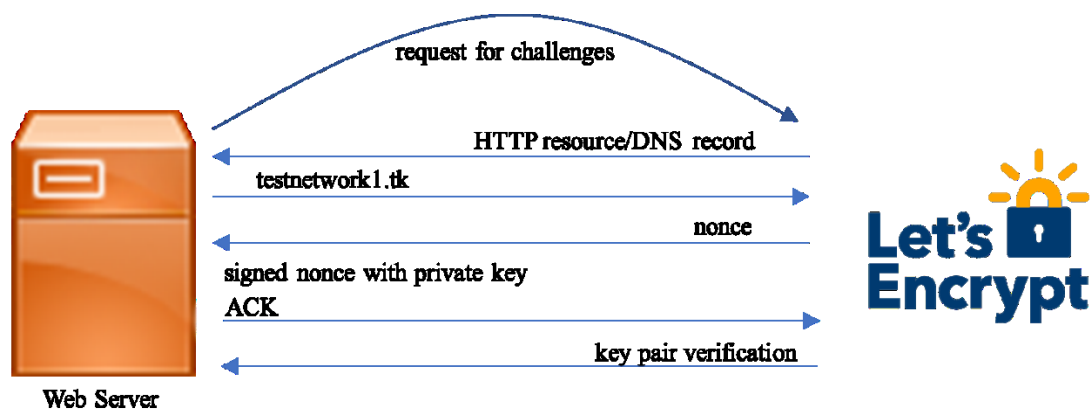 request for challenges
HTTP resource/DNS record
testnetwork1.tk
nonce
Let's
Encrypt
signed nonce with private key
ACK
key pair verification
Web Server